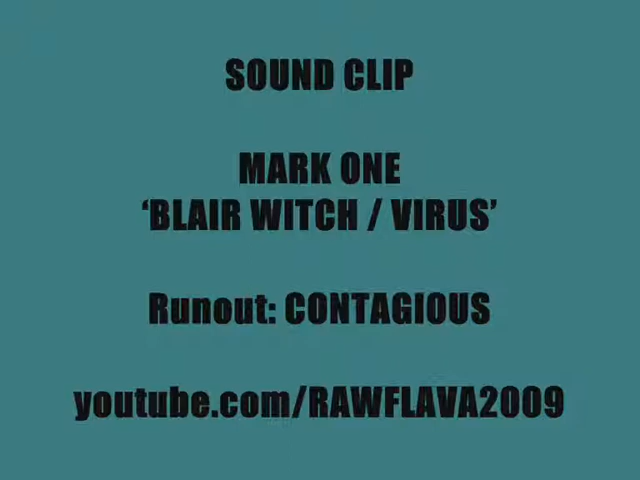 SOUND CLIP
MARK ONE
‘BLAIR WITCH / VIRUS’
Runout: CONTAGIOUS
youtube.com/RAWFLAVA2009